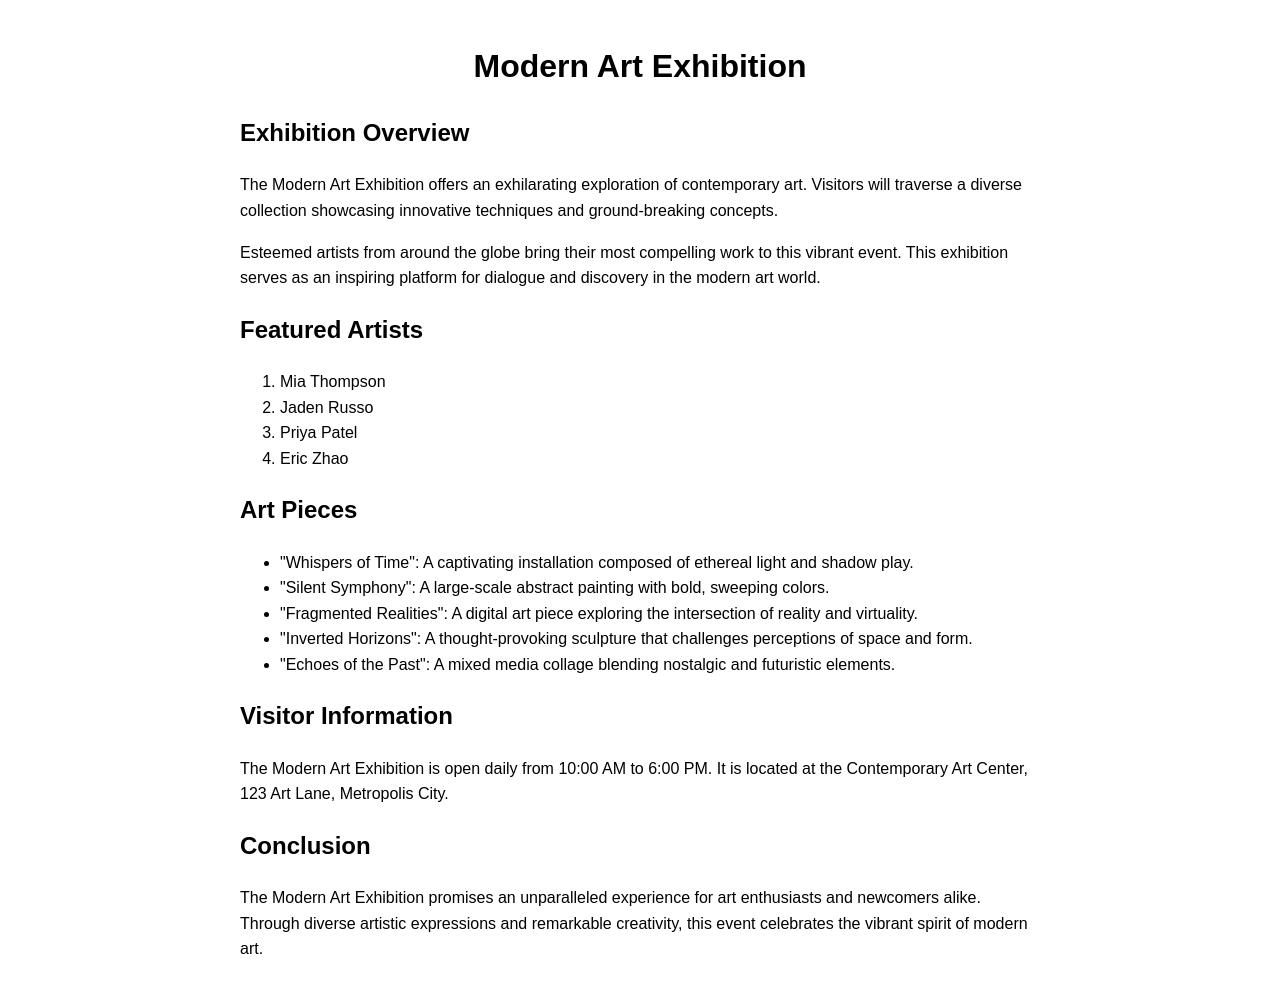 Modern Art Exhibition
Exhibition Overview
The Modern Art Exhibition offers an exhilarating exploration of contemporary art. Visitors will traverse a diverse
collection showcasing innovative techniques and ground-breaking concepts.
Esteemed artists from around the globe bring their most compelling work to this vibrant event. This exhibition
serves as an inspiring platform for dialogue and discovery in the modern art world.
Featured Artists
1. Mia Thompson
2. Jaden Russo
3. Priya Patel
4. Eric Zhao
Art Pieces
• "Whispers of Time": A captivating installation composed of ethereal light and shadow play.
• "Silent Symphony": A large-scale abstract painting with bold, sweeping colors.
• "Fragmented Realities": A digital art piece exploring the intersection of reality and virtuality.
• "Inverted Horizons": A thought-provoking sculpture that challenges perceptions of space and form.
• "Echoes of the Past": A mixed media collage blending nostalgic and futuristic elements.
Visitor Information
The Modern Art Exhibition is open daily from 10:00 AM to 6:00 PM. It is located at the Contemporary Art Center,
123 Art Lane, Metropolis City.
Conclusion
The Modern Art Exhibition promises an unparalleled experience for art enthusiasts and newcomers alike.
Through diverse artistic expressions and remarkable creativity, this event celebrates the vibrant spirit of modern
art.